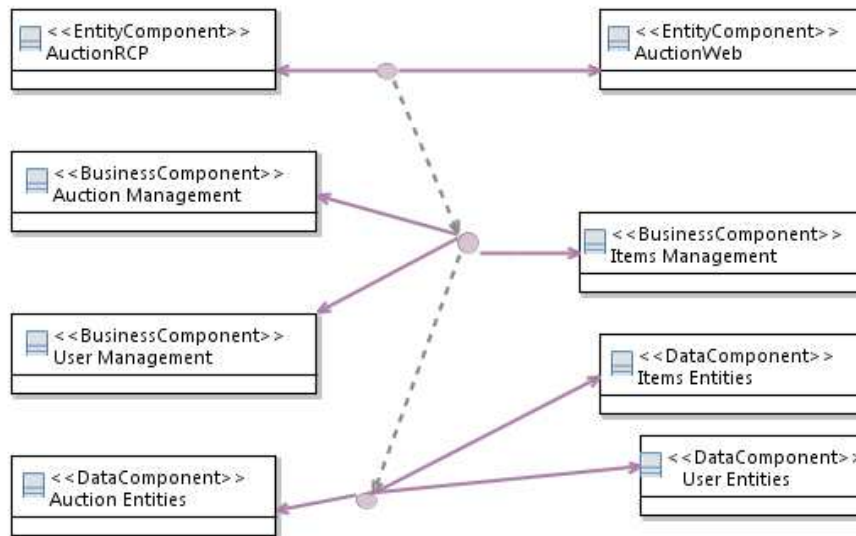 <<EntityComponent>>
AuctionRCP
<<EntityComponent>>
AuctionWeb
<<BusinessComponent>>
Auction Management
<<BusinessComponent>>
Items Management
<<BusinessComponent>>
User Management
<<DataComponent>>
Items Entities
<<DataComponent>>
Auction Entities
<<DataComponent>>
User Entities